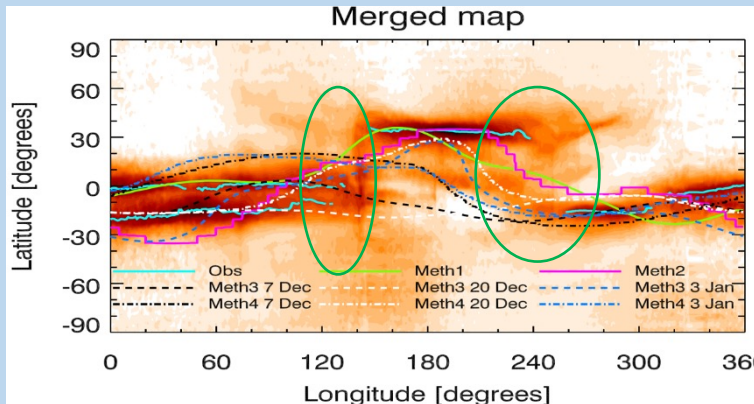 Merged map
Latitude [degrees]
90
60
30
0
-30
-60
-90
Obs Meth1 Meth2
Meth3 7 Dec Meth3 20 Dec Meth3 3 Jan
Meth4 7 Dec Meth4 20 Dec Meth4 3 Jan
0 60 120 180 240 300 360
Longitude [degrees]